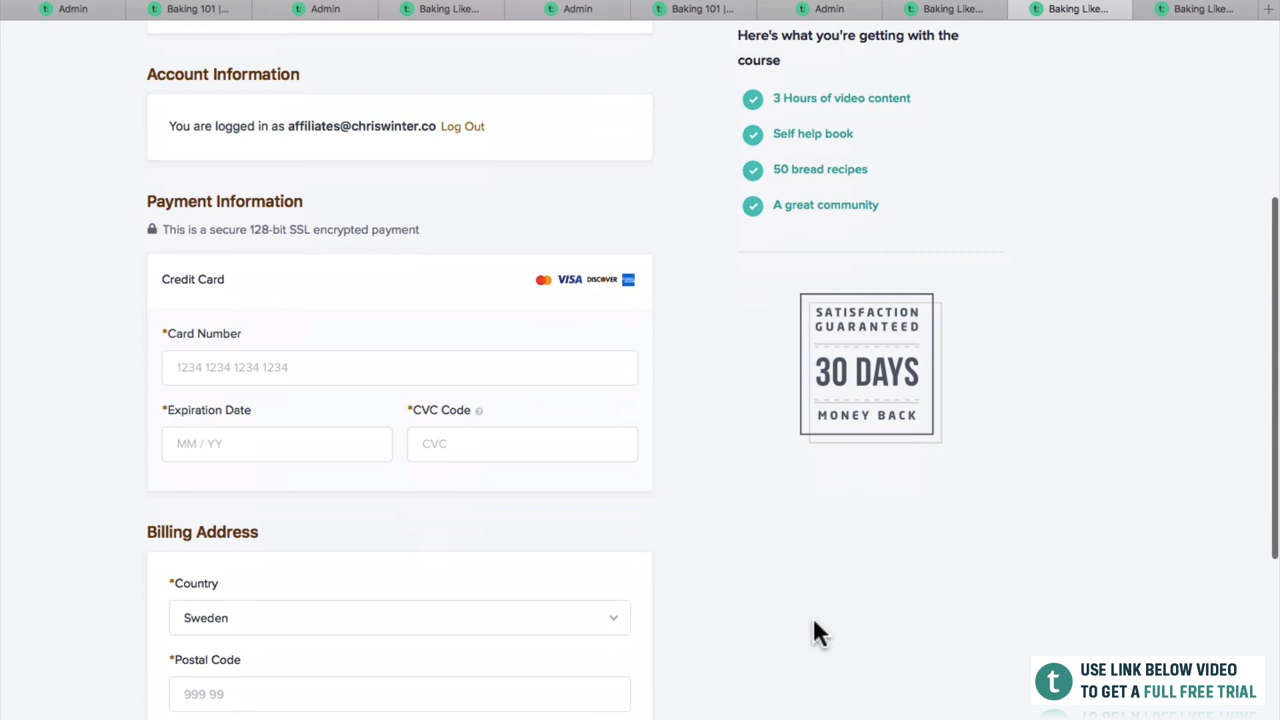 Admin
Baking 101 |...
Admin
Baking Like...
Admin
Baking 101 |...
Admin
Baking Like...
Baking Like...
Baking Like...
Account Information
You are logged in as affiliates@chriswinter.co Log Out
Payment Information
This is a secure 128-bit SSL encrypted payment
Credit Card
VISA
DISCOVER
*Card Number
1234 1234 1234 1234
*Expiration Date
*CVC Code
MM / YY
CVC
Billing Address
*Country
Sweden
*Postal Code
999 99
Here's what you're getting with the
course
3 Hours of video content
Self help book
50 bread recipes
A great community
SATISFACTION
GUARANTEED
30 DAYS
MONEY BACK
t
USE LINK BELOW VIDEO
TO GET A FULL FREE TRIAL